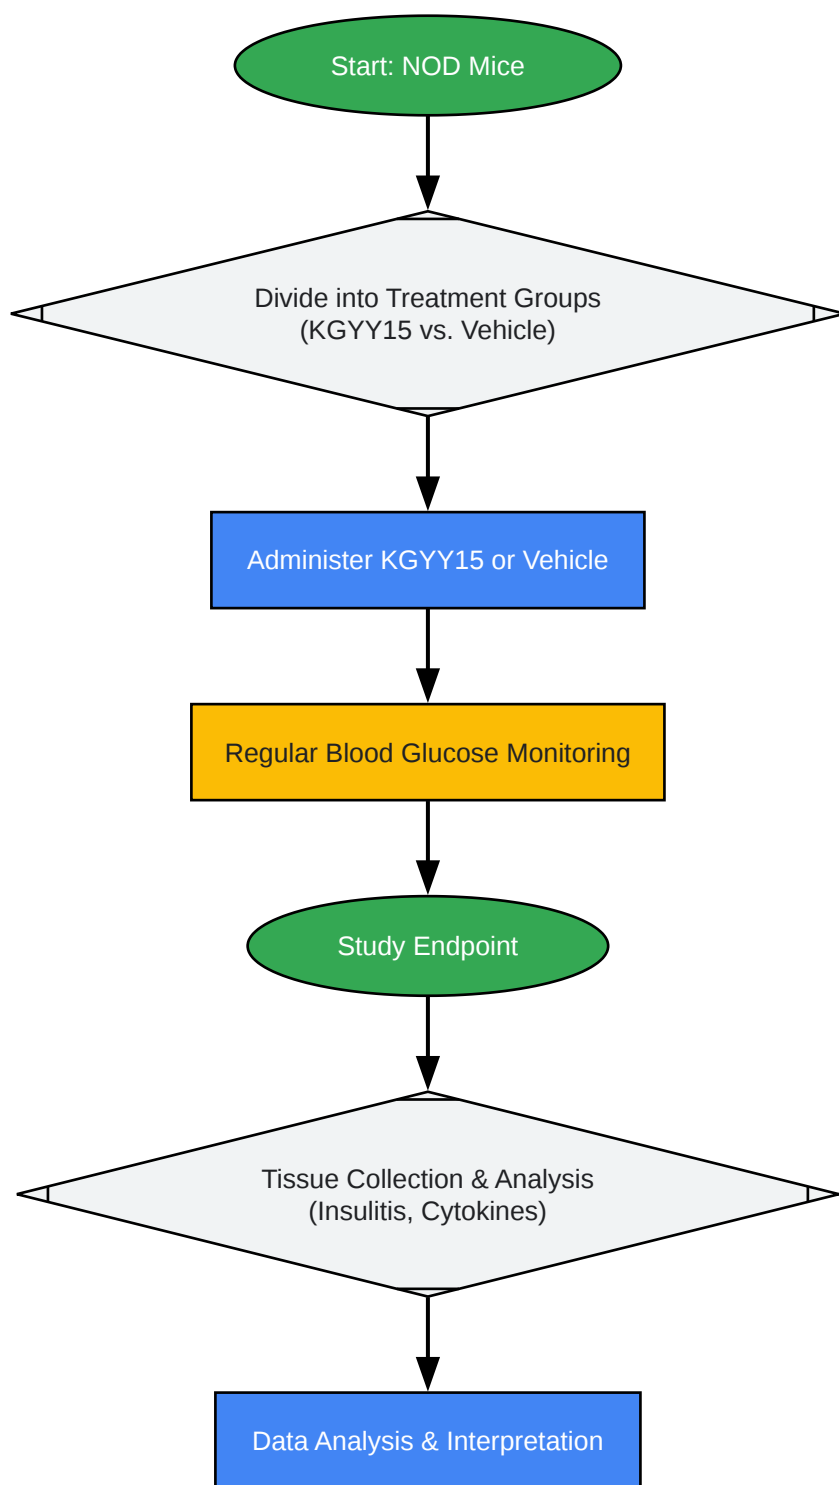 Start: NOD Mice
Divide into Treatment Groups
(KGYY15 vs. Vehicle)
Administer KGYY15 or Vehicle
Regular Blood Glucose Monitoring
Study Endpoint
Tissue Collection & Analysis
(Insulitis, Cytokines)
Data Analysis & Interpretation